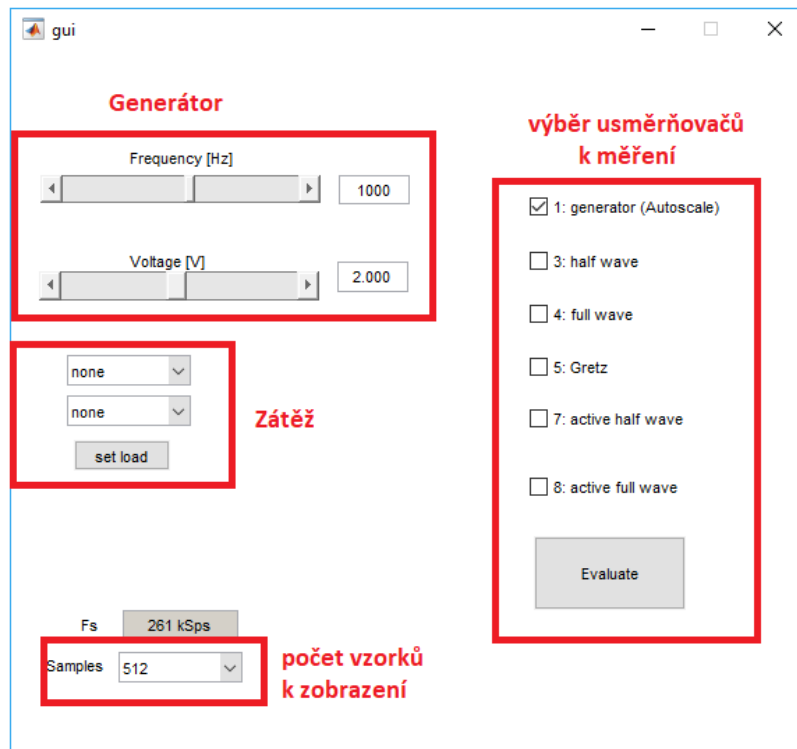 gui
Generátor
Frequency [Hz]
1000
Voltage [V]
2.000
none
none
set load
Zátěž
Fs
261 kSps
Samples
512
počet vzorků
k zobrazení
výběr usměrňovačů
k měření
1: generator (Autoscale)
3: half wave
4: full wave
5: Gretz
7: active half wave
8: active full wave
Evaluate